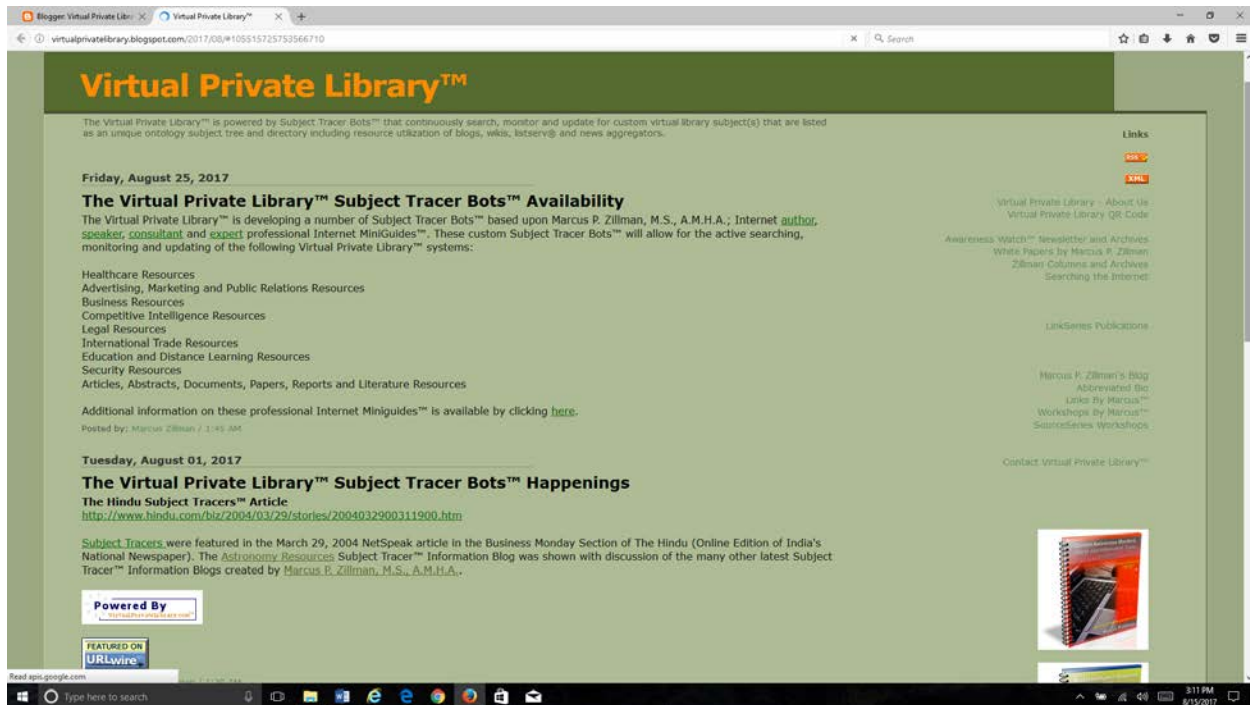 Blogger: Virtual Private Libr
Virtual Private Library™
virtualprivatelibrary.blogspot.com/2017/08/#105515725753566710
Search
Virtual Private Library™
The Virtual Private Library™ is powered by Subject Tracer Bots™ that continuously search, monitor and update for custom virtual library subject(s) that are listed
as an unique ontology subject tree and directory including resource utilization of blogs, wikis, listserv® and news aggregators.
Links
RSS
XML
Virtual Private Library - About Us
Virtual Private Library QR Code
Awareness Watch™ Newsletter and Archives
White Papers by Marcus P. Zillman
Zillman Columns and Archives
Searching the Internet
LinkSeries Publications
Marcus P. Zillman's Blog
Abbreviated Bio
Links By Marcus™
Workshops By Marcus™
SourceSeries Workshops
Contact Virtual Private Library™
Friday, August 25, 2017
The Virtual Private Library™ Subject Tracer Bots™ Availability
The Virtual Private Library™ is developing a number of Subject Tracer Bots™ based upon Marcus P. Zillman, M.S., A.M.H.A.; Internet author,
speaker, consultant and expert professional Internet MiniGuides™. These custom Subject Tracer Bots™ will allow for the active searching,
monitoring and updating of the following Virtual Private Library™ systems:
Healthcare Resources
Advertising, Marketing and Public Relations Resources
Business Resources
Competitive Intelligence Resources
Legal Resources
International Trade Resources
Education and Distance Learning Resources
Security Resources
Articles, Abstracts, Documents, Papers, Reports and Literature Resources
Additional information on these professional Internet Miniguides™ is available by clicking here.
Posted by: Marcus Zillman / 1:45 AM
Tuesday, August 01, 2017
The Virtual Private Library™ Subject Tracer Bots™ Happenings
The Hindu Subject Tracers™ Article
http://www.hindu.com/biz/2004/03/29/stories/2004032900311900.htm
Subject Tracers were featured in the March 29, 2004 NetSpeak article in the Business Monday Section of The Hindu (Online Edition of India's
National Newspaper). The Astronomy Resources Subject Tracer™ Information Blog was shown with discussion of the many other latest Subject
Tracer™ Information Blogs created by Marcus P. Zillman, M.S., A.M.H.A..
Powered By
FEATURED ON
URLwire
Read apis.google.com
Type here to search
3:11 PM
8/15/2017